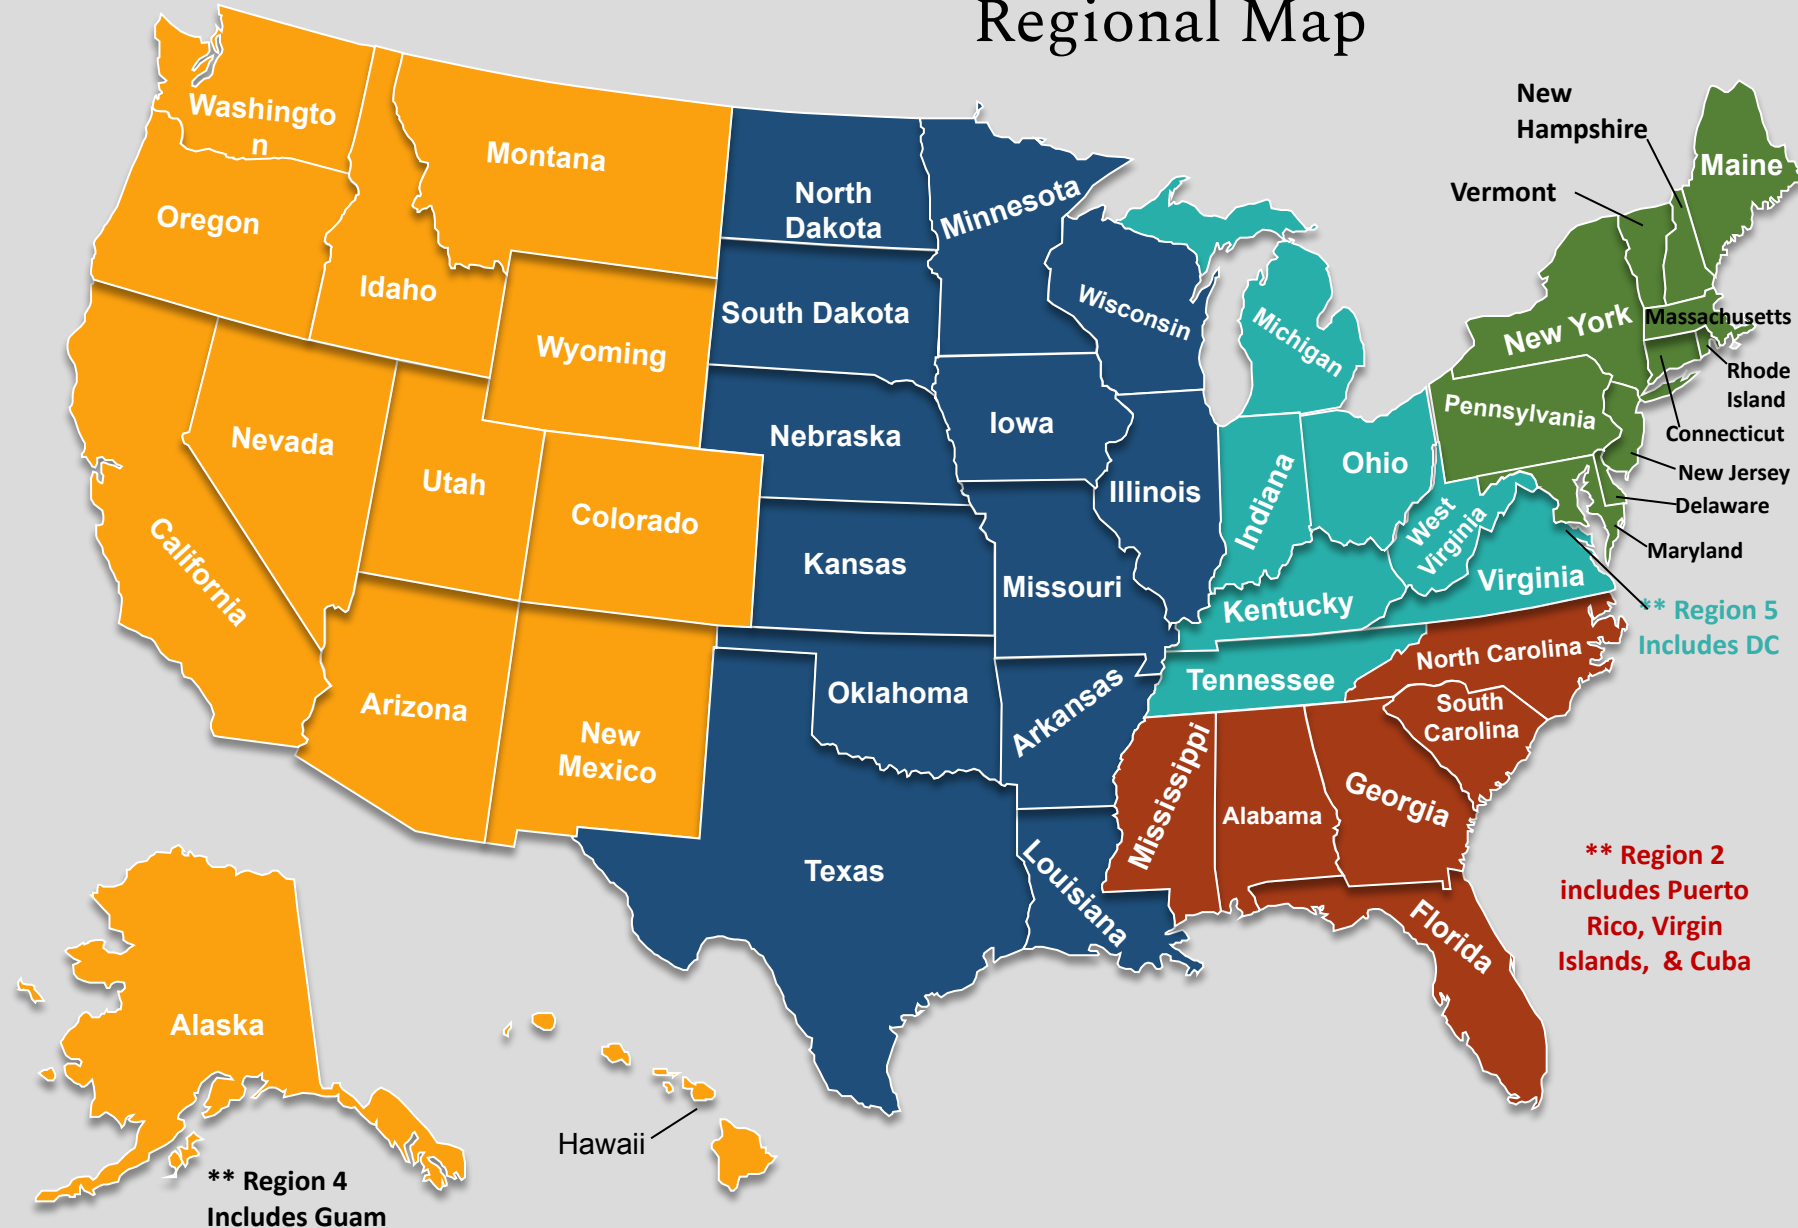 Regional Map
New
Hampshire
Vermont
Maine
Washingto
n
Montana
North
Dakota
Minnesota
Oregon
Idaho
Wyoming
South Dakota
Wisconsin
Michigan
New York
Massachusetts
Rhode
Island
Connecticut
Pennsylvania
New Jersey
Delaware
Maryland
Nevada
Utah
Colorado
Nebraska
Iowa
Illinois
Indiana
Ohio
West
Virginia
Virginia
California
Kansas
Missouri
Kentucky
** Region 5
Includes DC
North Carolina
Tennessee
South
Carolina
Arizona
New
Mexico
Oklahoma
Arkansas
Mississippi
Alabama
Georgia
Texas
Louisiana
Florida
** Region 2
includes Puerto
Rico, Virgin
Islands, & Cuba
Alaska
Hawaii
** Region 4
Includes Guam